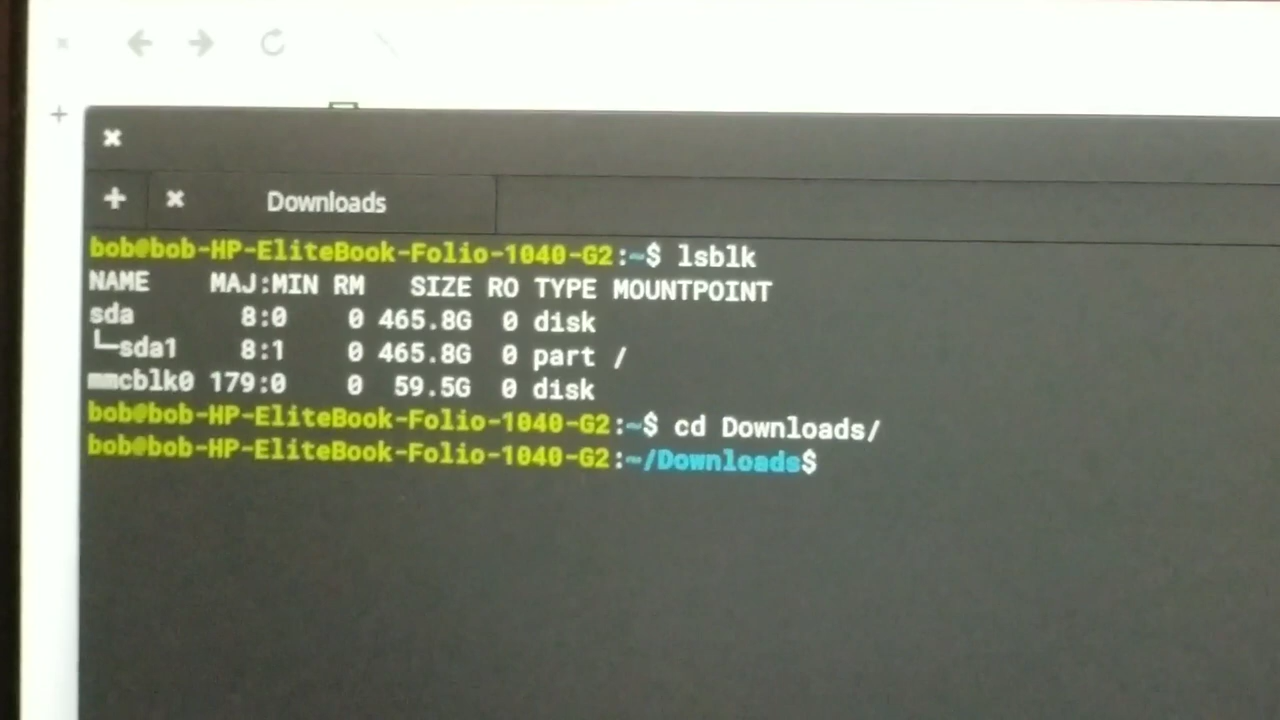 Downloads
bob@bob-HP-EliteBook-Folio-1040-G2:~$ lsblk
NAME MAJ:MIN RM SIZE RO TYPE MOUNTPOINT
sda 8:0 0 465.8G 0 disk
└─sda1 8:1 0 465.8G 0 part /
mmcblk0 179:0 0 59.5G 0 disk
bob@bob-HP-EliteBook-Folio-1040-G2:~$ cd Downloads/
bob@bob-HP-EliteBook-Folio-1040-G2:~/Downloads$